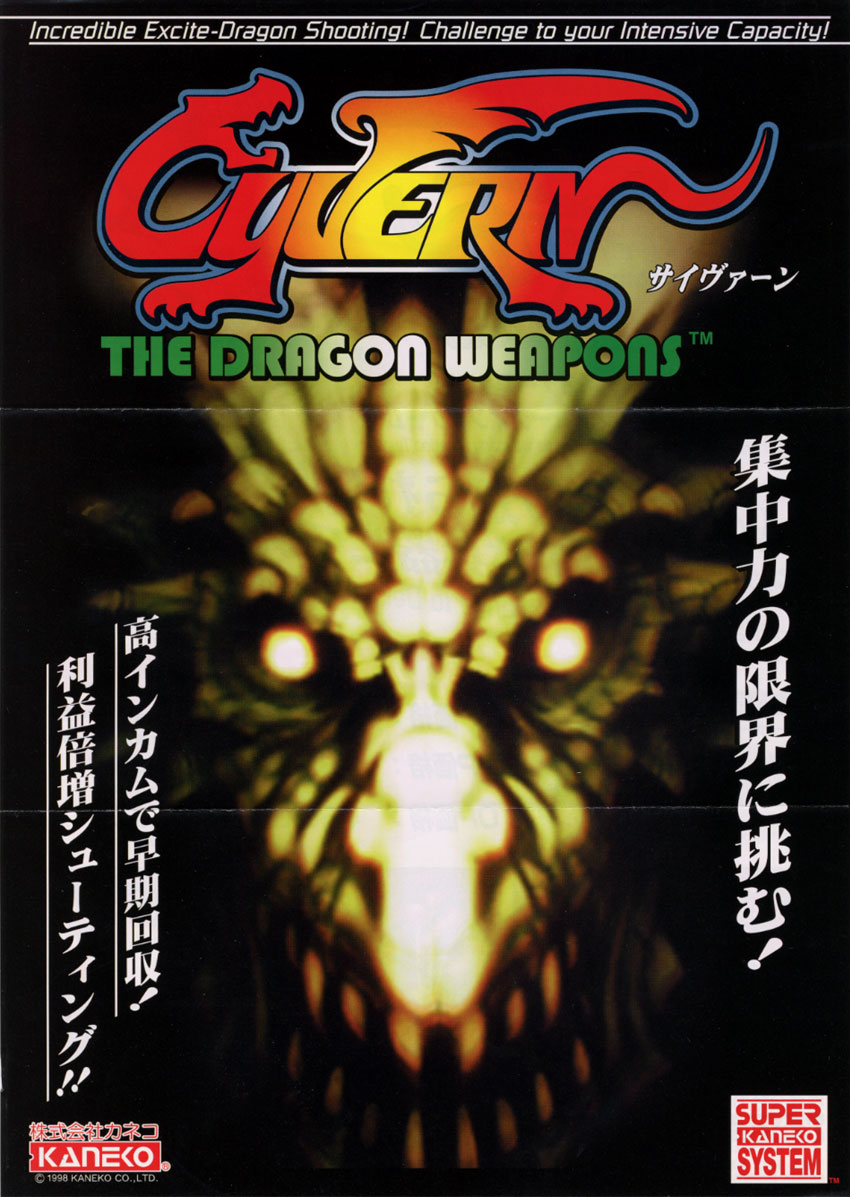 Incredible Excite-Dragon Shooting! Challenge to your Intensive Capacity!
CYVERN
サイヴァーン
THE DRAGON WEAPONS™
集中力の限界に挑む!
高インカムで早期回収!
利益倍増シューティング!!
株式会社カネコ
KANEKO®
© 1998 KANEKO CO., LTD.
SUPER
KANEKO
SYSTEM™